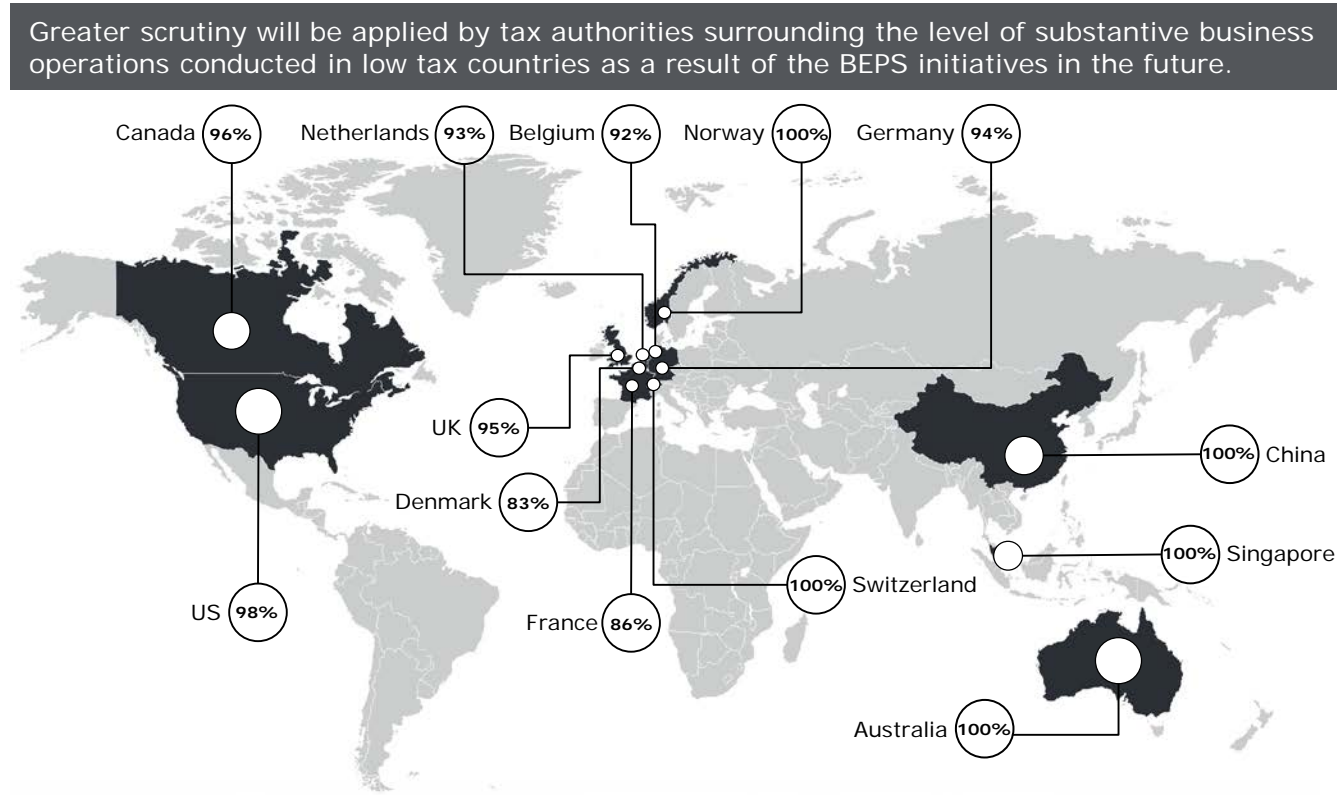 Greater scrutiny will be applied by tax authorities surrounding the level of substantive business
operations conducted in low tax countries as a result of the BEPS initiatives in the future.
Canada 96%
Netherlands 93%
Belgium 92%
Norway 100%
Germany 94%
UK 95%
China 100%
Denmark 83%
Singapore 100%
Switzerland 100%
US 98%
France 86%
Australia 100%